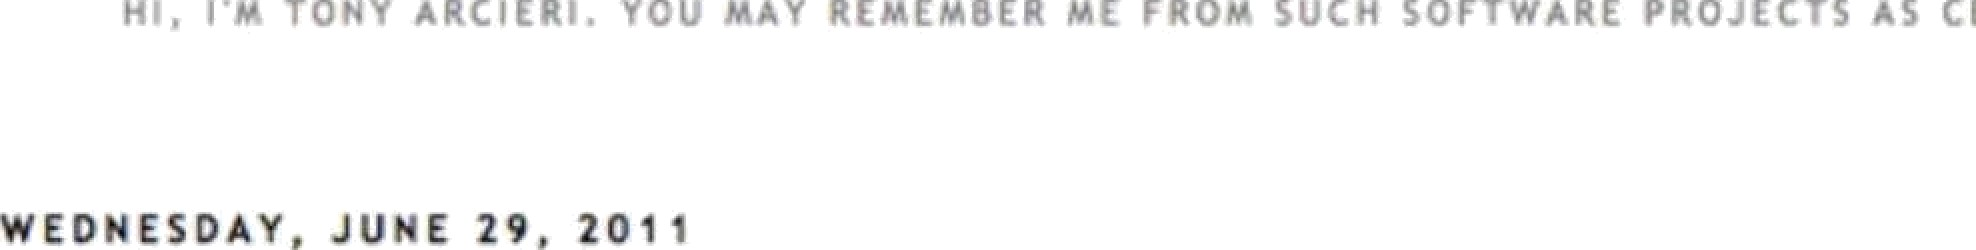 HI, I'M TONY ARCIERI. YOU MAY REMEMBER ME FROM SUCH SOFTWARE PROJECTS AS
WEDNESDAY, JUNE 29, 2011